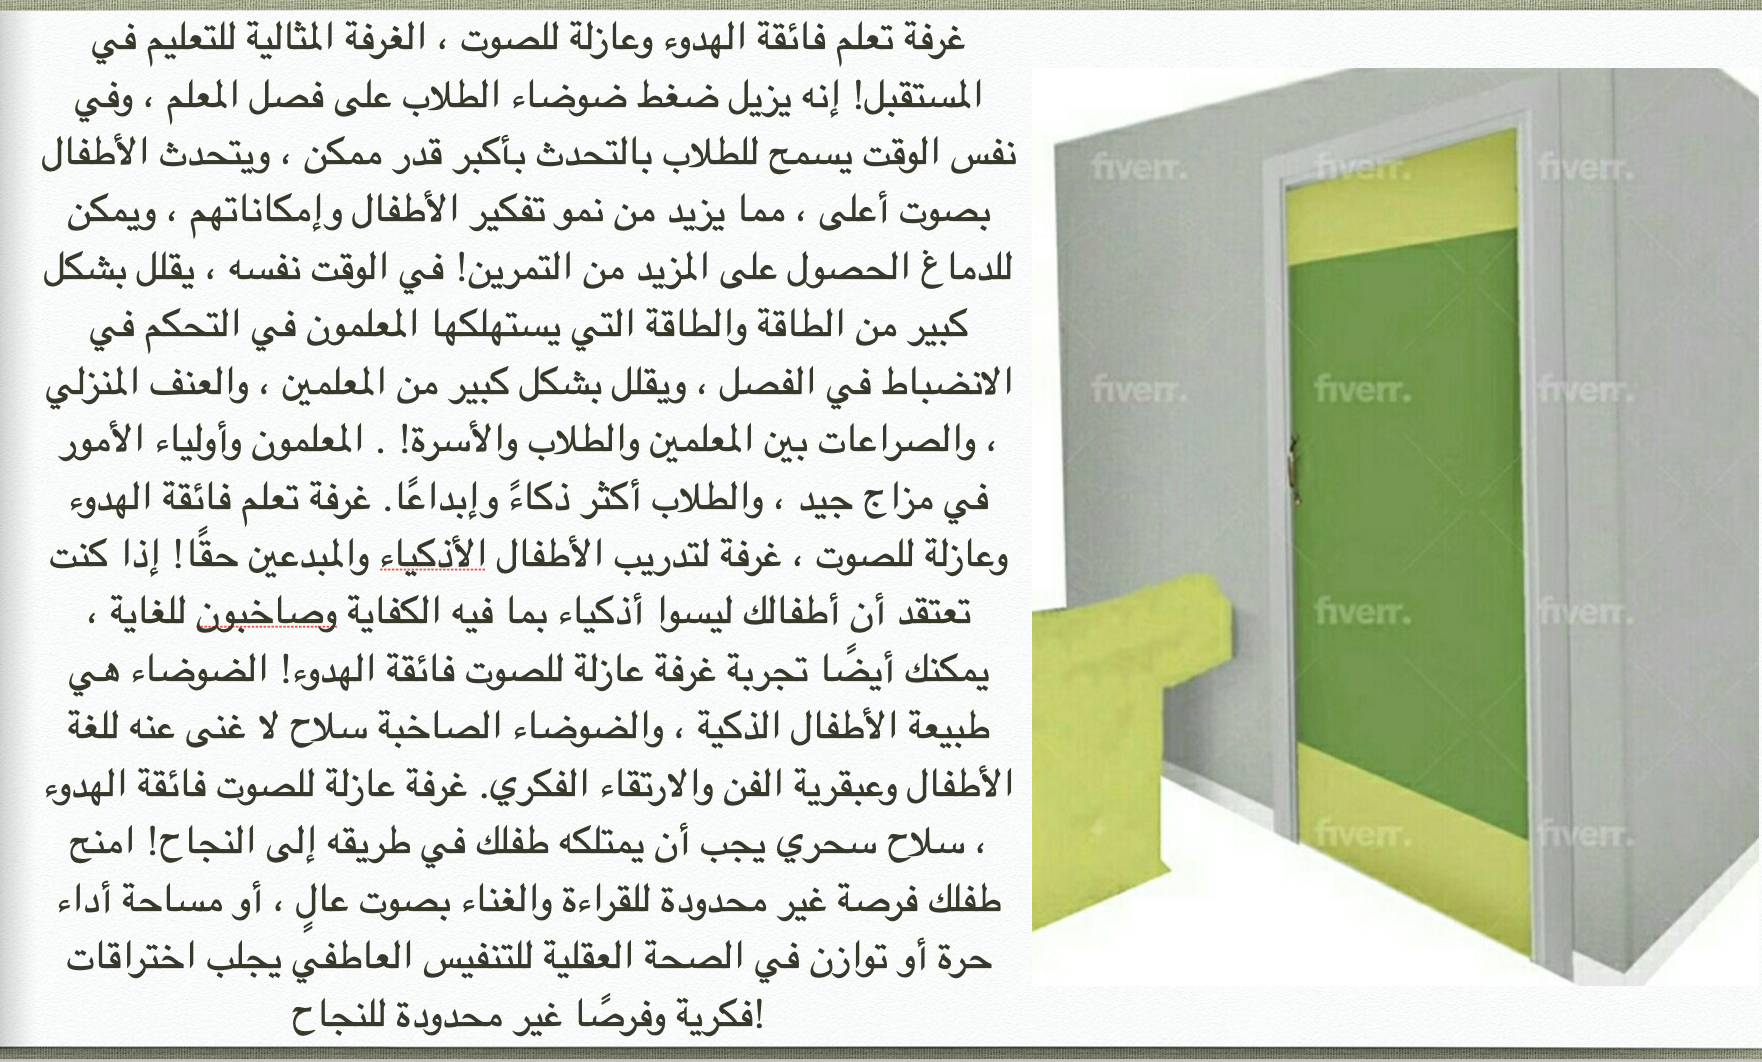 غرفة تعلم فائقة الهدوء وعازلة للصوت ، الغرفة المثالية للتعليم في
المستقبل! إنه يزيل ضغط ضوضاء الطلاب على فصل المعلم ، وفي
نفس الوقت يسمح للطلاب بالتحدث بأكبر قدر ممكن ، ويتحدث الأطفال
بصوت أعلى ، مما يزيد من نمو تفكير الأطفال وإمكاناتهم ، ويمكن
للدماغ الحصول على المزيد من التمرين! في الوقت نفسه ، يقلل بشكل
كبير من الطاقة والطاقة التي يستهلكها المعلمون في التحكم في
الانضباط في الفصل ، ويقلل بشكل كبير من المعلمين ، والعنف المنزلي
، والصراعات بين المعلمين والطلاب والأسرة! . المعلمون وأولياء الأمور
في مزاج جيد ، والطلاب أكثر ذكاءً وإبداعًا. غرفة تعلم فائقة الهدوء
وعازلة للصوت ، غرفة لتدريب الأطفال الأذكياء والمبدعين حقًا! إذا كنت
تعتقد أن أطفالك ليسوا أذكياء بما فيه الكفاية وصاخبون للغاية ،
يمكنك أيضًا تجربة غرفة عازلة للصوت فائقة الهدوء! الضوضاء هي
طبيعة الأطفال الذكية ، والضوضاء الصاخبة سلاح لا غنى عنه للغة
الأطفال وعبقرية الفن والارتقاء الفكري. غرفة عازلة للصوت فائقة الهدوء
، سلاح سحري يجب أن يمتلكه طفلك في طريقه إلى النجاح! امنح
طفلك فرصة غير محدودة للقراءة والغناء بصوت عالٍ ، أو مساحة أداء
حرة أو توازن في الصحة العقلية للتنفيس العاطفي يجلب اختراقات
فكرية وفرصًا غير محدودة للنجاح!
fiverr. fiverr. fiverr.
fiverr. fiverr. fiverr.
fiverr. fiverr.
fiverr. fiverr.